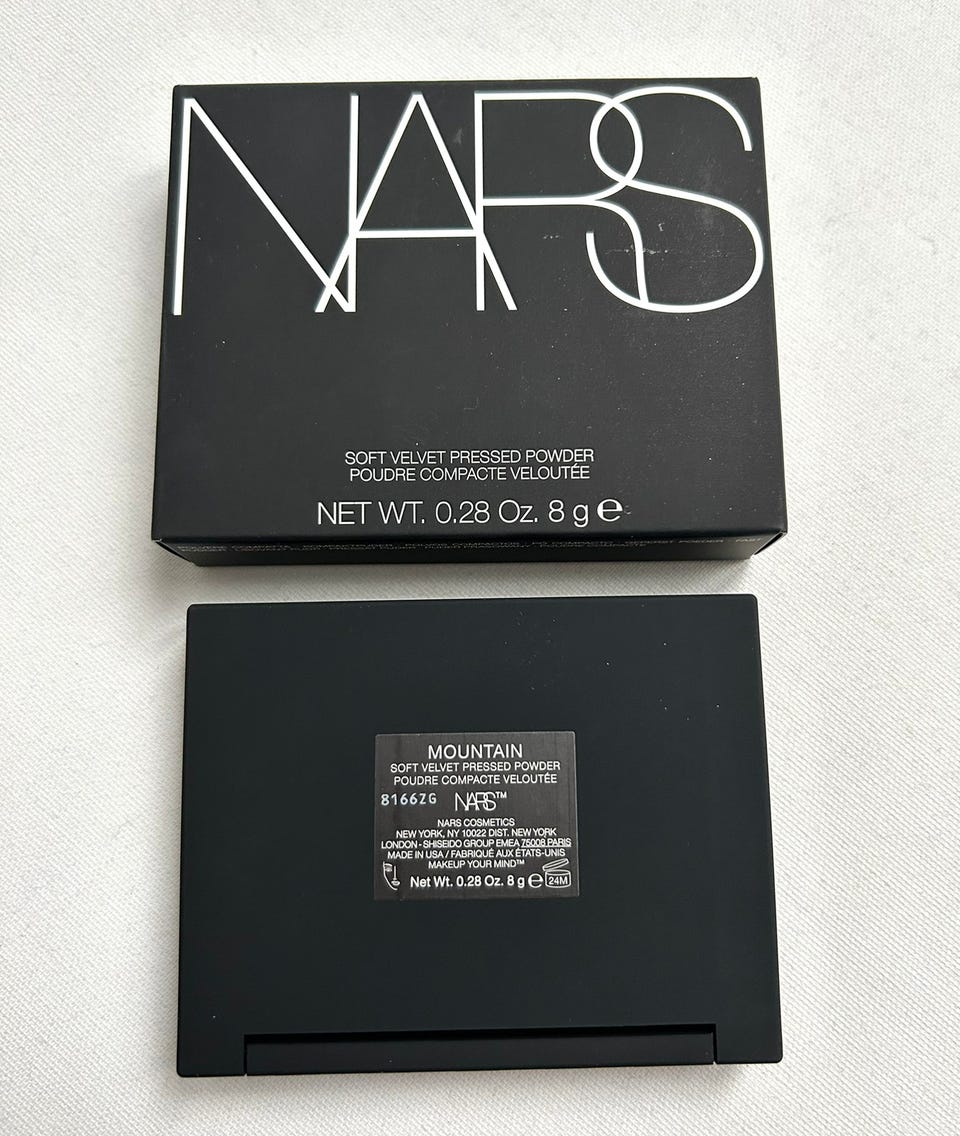 NARS
SOFT VELVET PRESSED POWDER
POUDRE COMPACTE VELOUTÉE
NET WT. 0.28 Oz. 8 g ℮
MOUNTAIN
SOFT VELVET PRESSED POWDER
POUDRE COMPACTE VELOUTÉE
8166ZG NARS™
NARS COSMETICS
NEW YORK, NY 10022 DIST. NEW YORK
LONDON - SHISEIDO GROUP EMEA 75008 PARIS
MADE IN USA / FABRIQUÉ AUX ÉTATS-UNIS
MAKEUP YOUR MIND™
Net Wt. 0.28 Oz. 8 g ℮ 24M